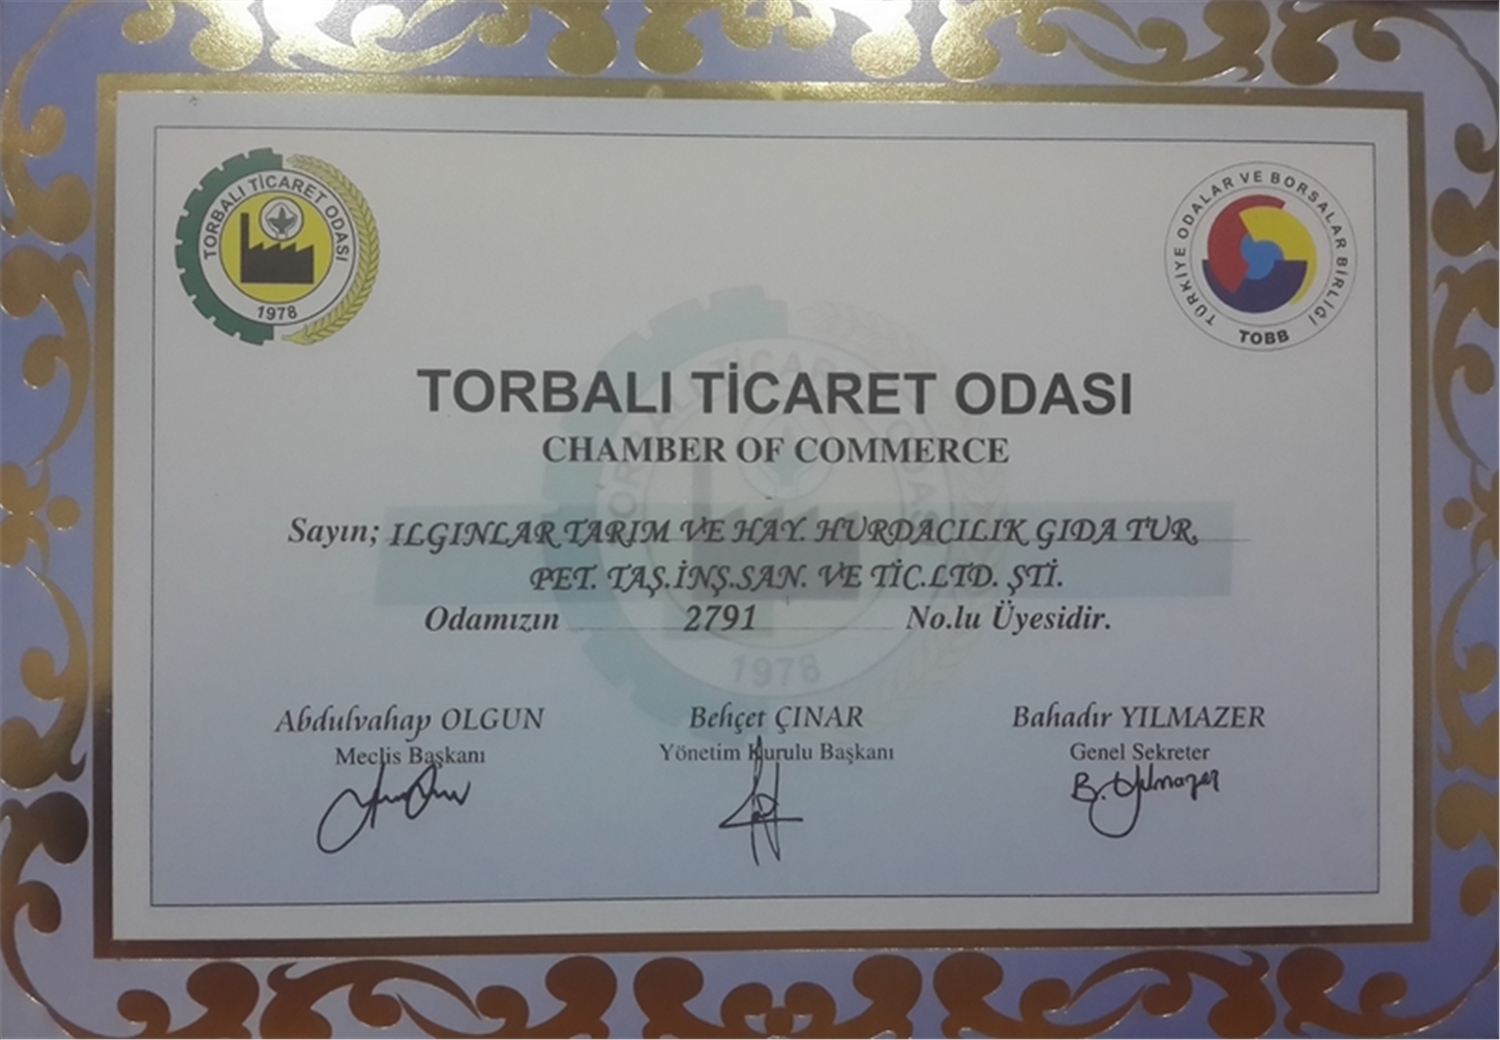 TORBALI TİCARET ODASI
1978
TÜRKİYE ODALAR VE BORSALAR BİRLİĞİ
TOBB
TORBALI TİCARET ODASI
CHAMBER OF COMMERCE
Sayın; ILGINLAR TARIM VE HAY. HURDACILIK GIDA TUR.
PET. TAŞ.İNŞ.SAN. VE TİC.LTD. ŞTİ.
Odamızın 2791 No.lu Üyesidir.
1978
Abdulvahap OLGUN Behçet ÇINAR Bahadır YILMAZER
Meclis Başkanı Yönetim Kurulu Başkanı Genel Sekreter
B. Yılmazer